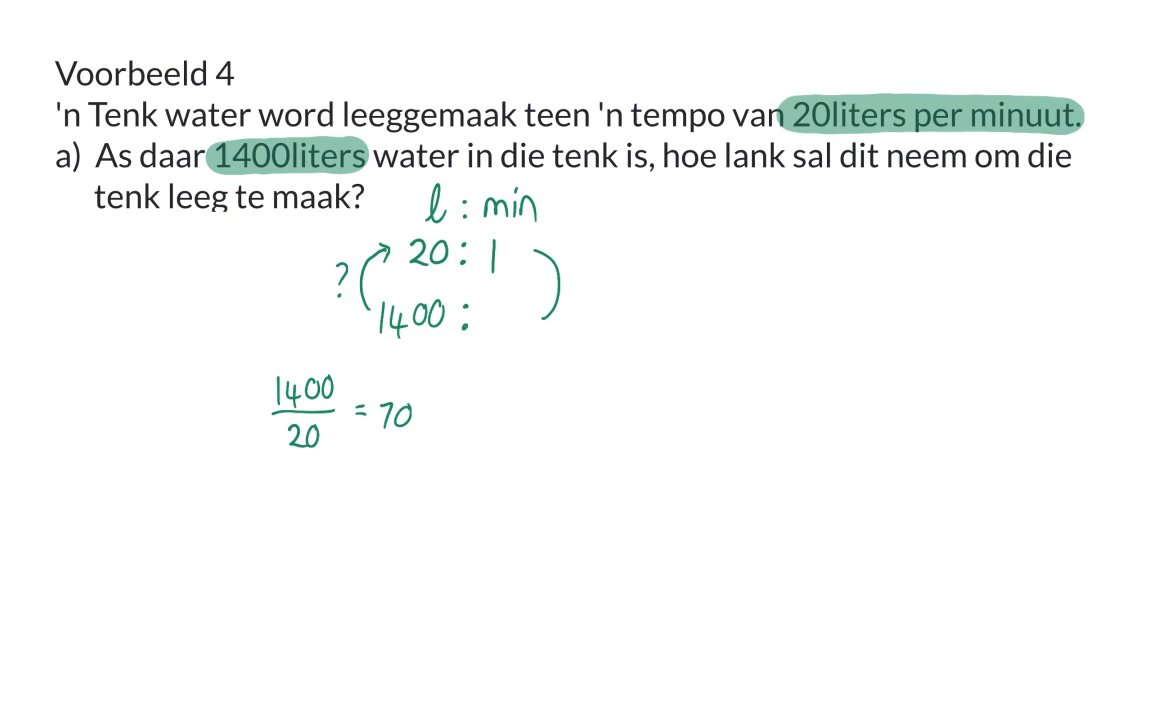 Voorbeeld 4
'n Tenk water word leeggemaak teen 'n tempo van 20liters per minuut.
a) As daar 1400liters water in die tenk is, hoe lank sal dit neem om die
tenk leeg te maak?
l : min
20 : 1
?
1400 :
1400
20
= 70